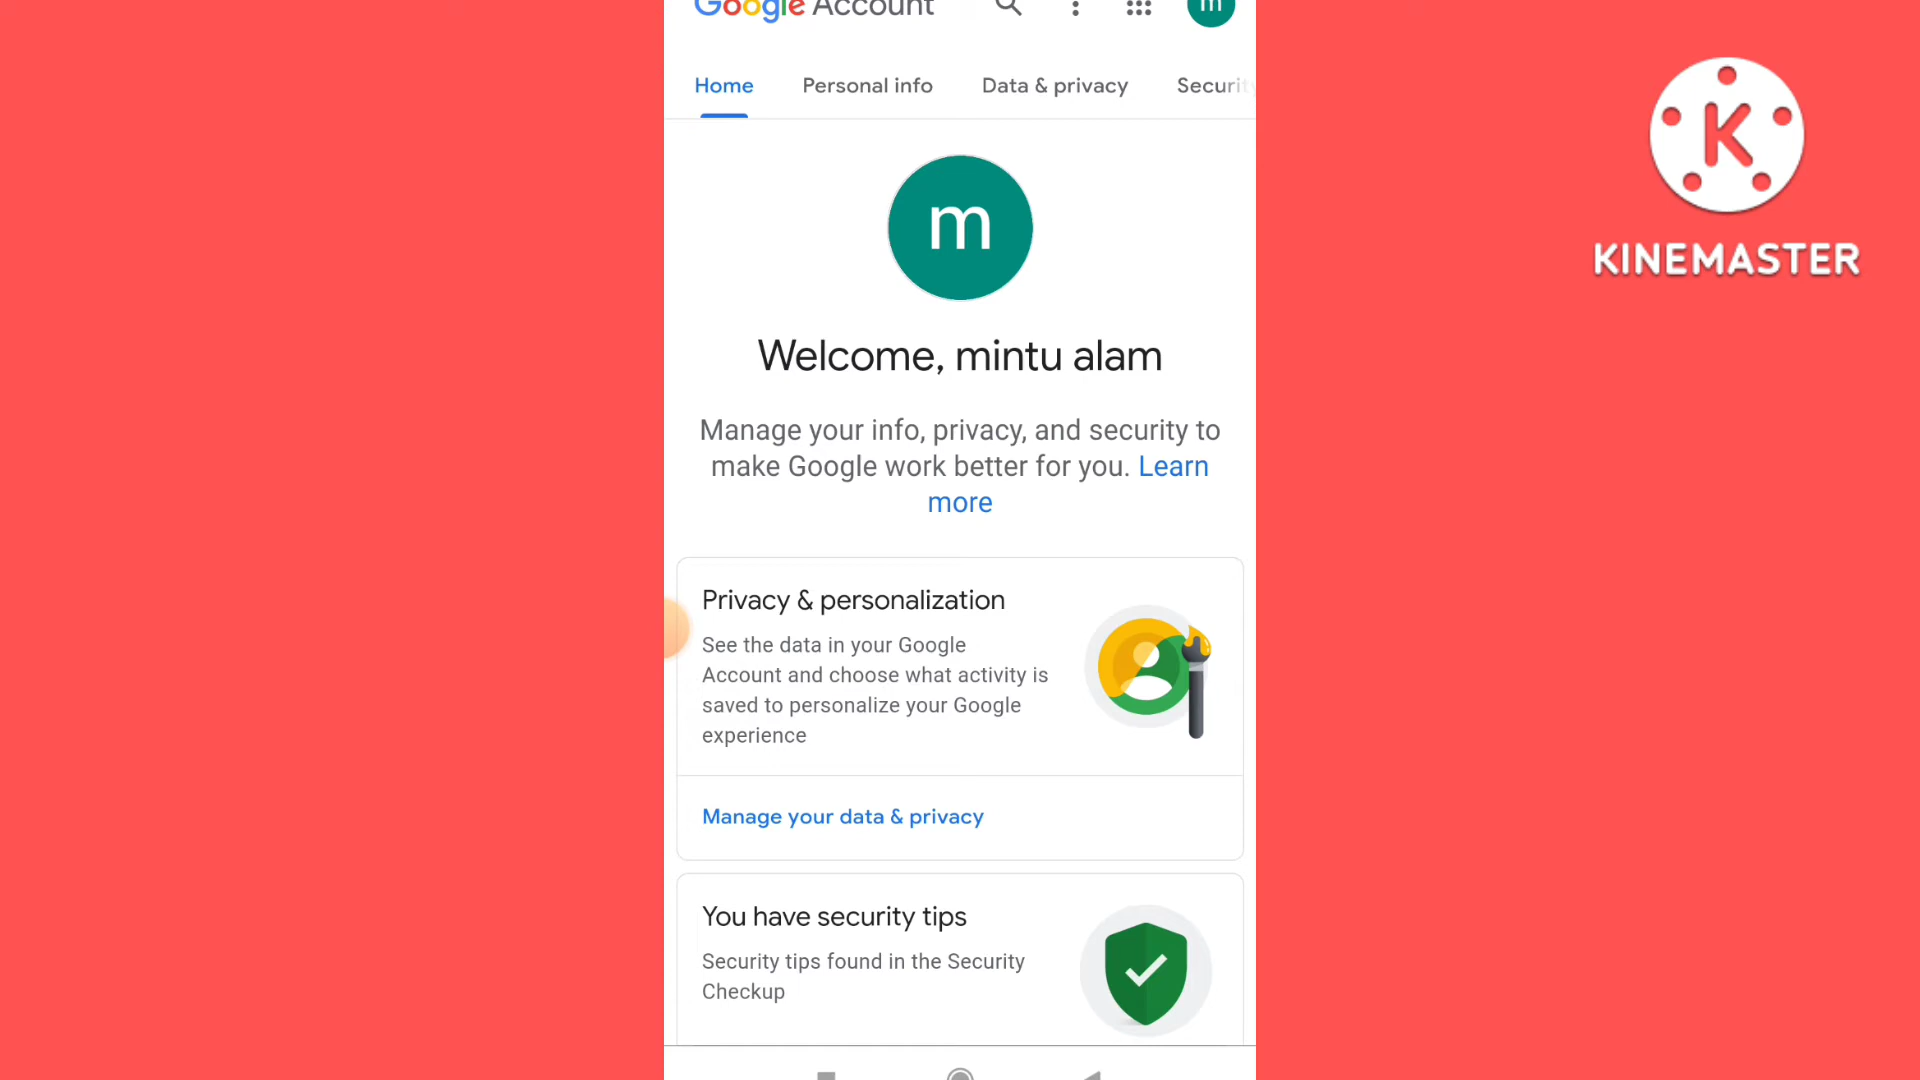 Google Account
m
Home Personal info Data & privacy Security
m
Welcome, mintu alam
Manage your info, privacy, and security to
make Google work better for you. Learn
more
Privacy & personalization
See the data in your Google
Account and choose what activity is
saved to personalize your Google
experience
Manage your data & privacy
You have security tips
Security tips found in the Security
Checkup
K
KINEMASTER